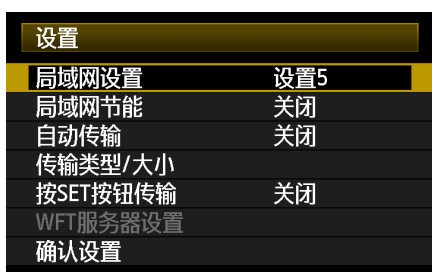 设置
局域网设置 设置5
局域网节能 关闭
自动传输 关闭
传输类型/大小
按SET按钮传输 关闭
WFT服务器设置
确认设置